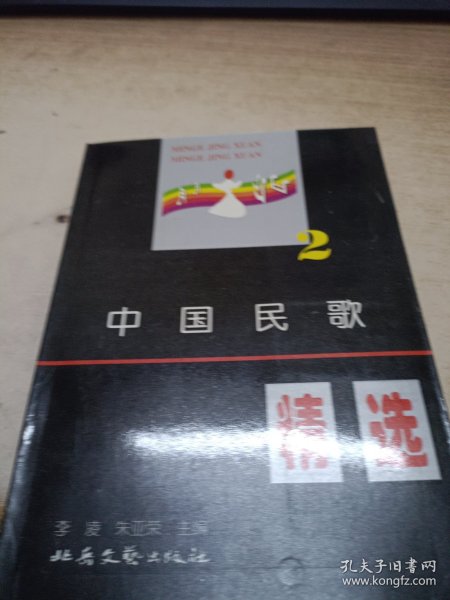 MINGE JING XUAN
MINGE JING XUAN
2
中国民歌
精选
李凌 朱亚荣 主编
北岳文艺出版社
孔夫子旧书网
www.kongfz.com